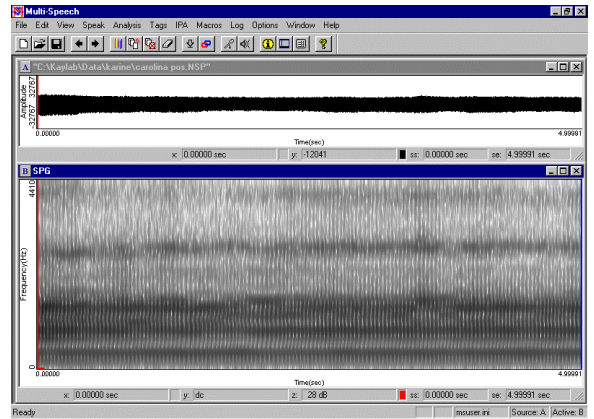 Multi-Speech
File Edit View Speak Analysis Tags IPA Macros Log Options Window Help
A "C:\Kaylab\Data\karine\carolina pos.NSP"
Amplitude
-32767 32767
0.00000 4.99991
Time(sec)
x: 0.00000 sec y: -12041 ss: 0.00000 sec se: 4.99991 sec
B SPG
Frequency(Hz)
0 4410
0.00000 4.99991
Time(sec)
x: 0.00000 sec y: dc z: 28 dB ss: 0.00000 sec se: 4.99991 sec
Ready msuser.ini Source: A Active: B